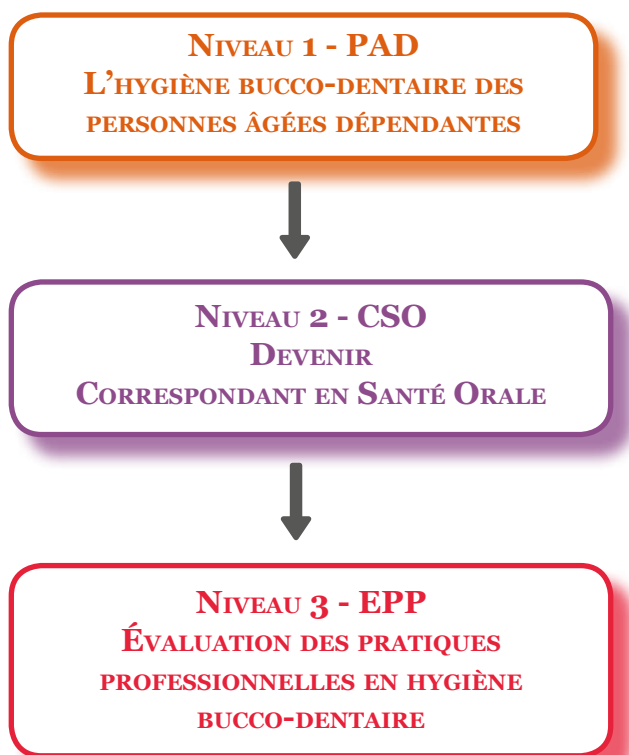 Niveau 1 - PAD
L'hygiène bucco-dentaire des
personnes âgées dépendantes
Niveau 2 - CSO
Devenir
Correspondant en Santé Orale
Niveau 3 - EPP
Évaluation des pratiques
professionnelles en hygiène
bucco-dentaire